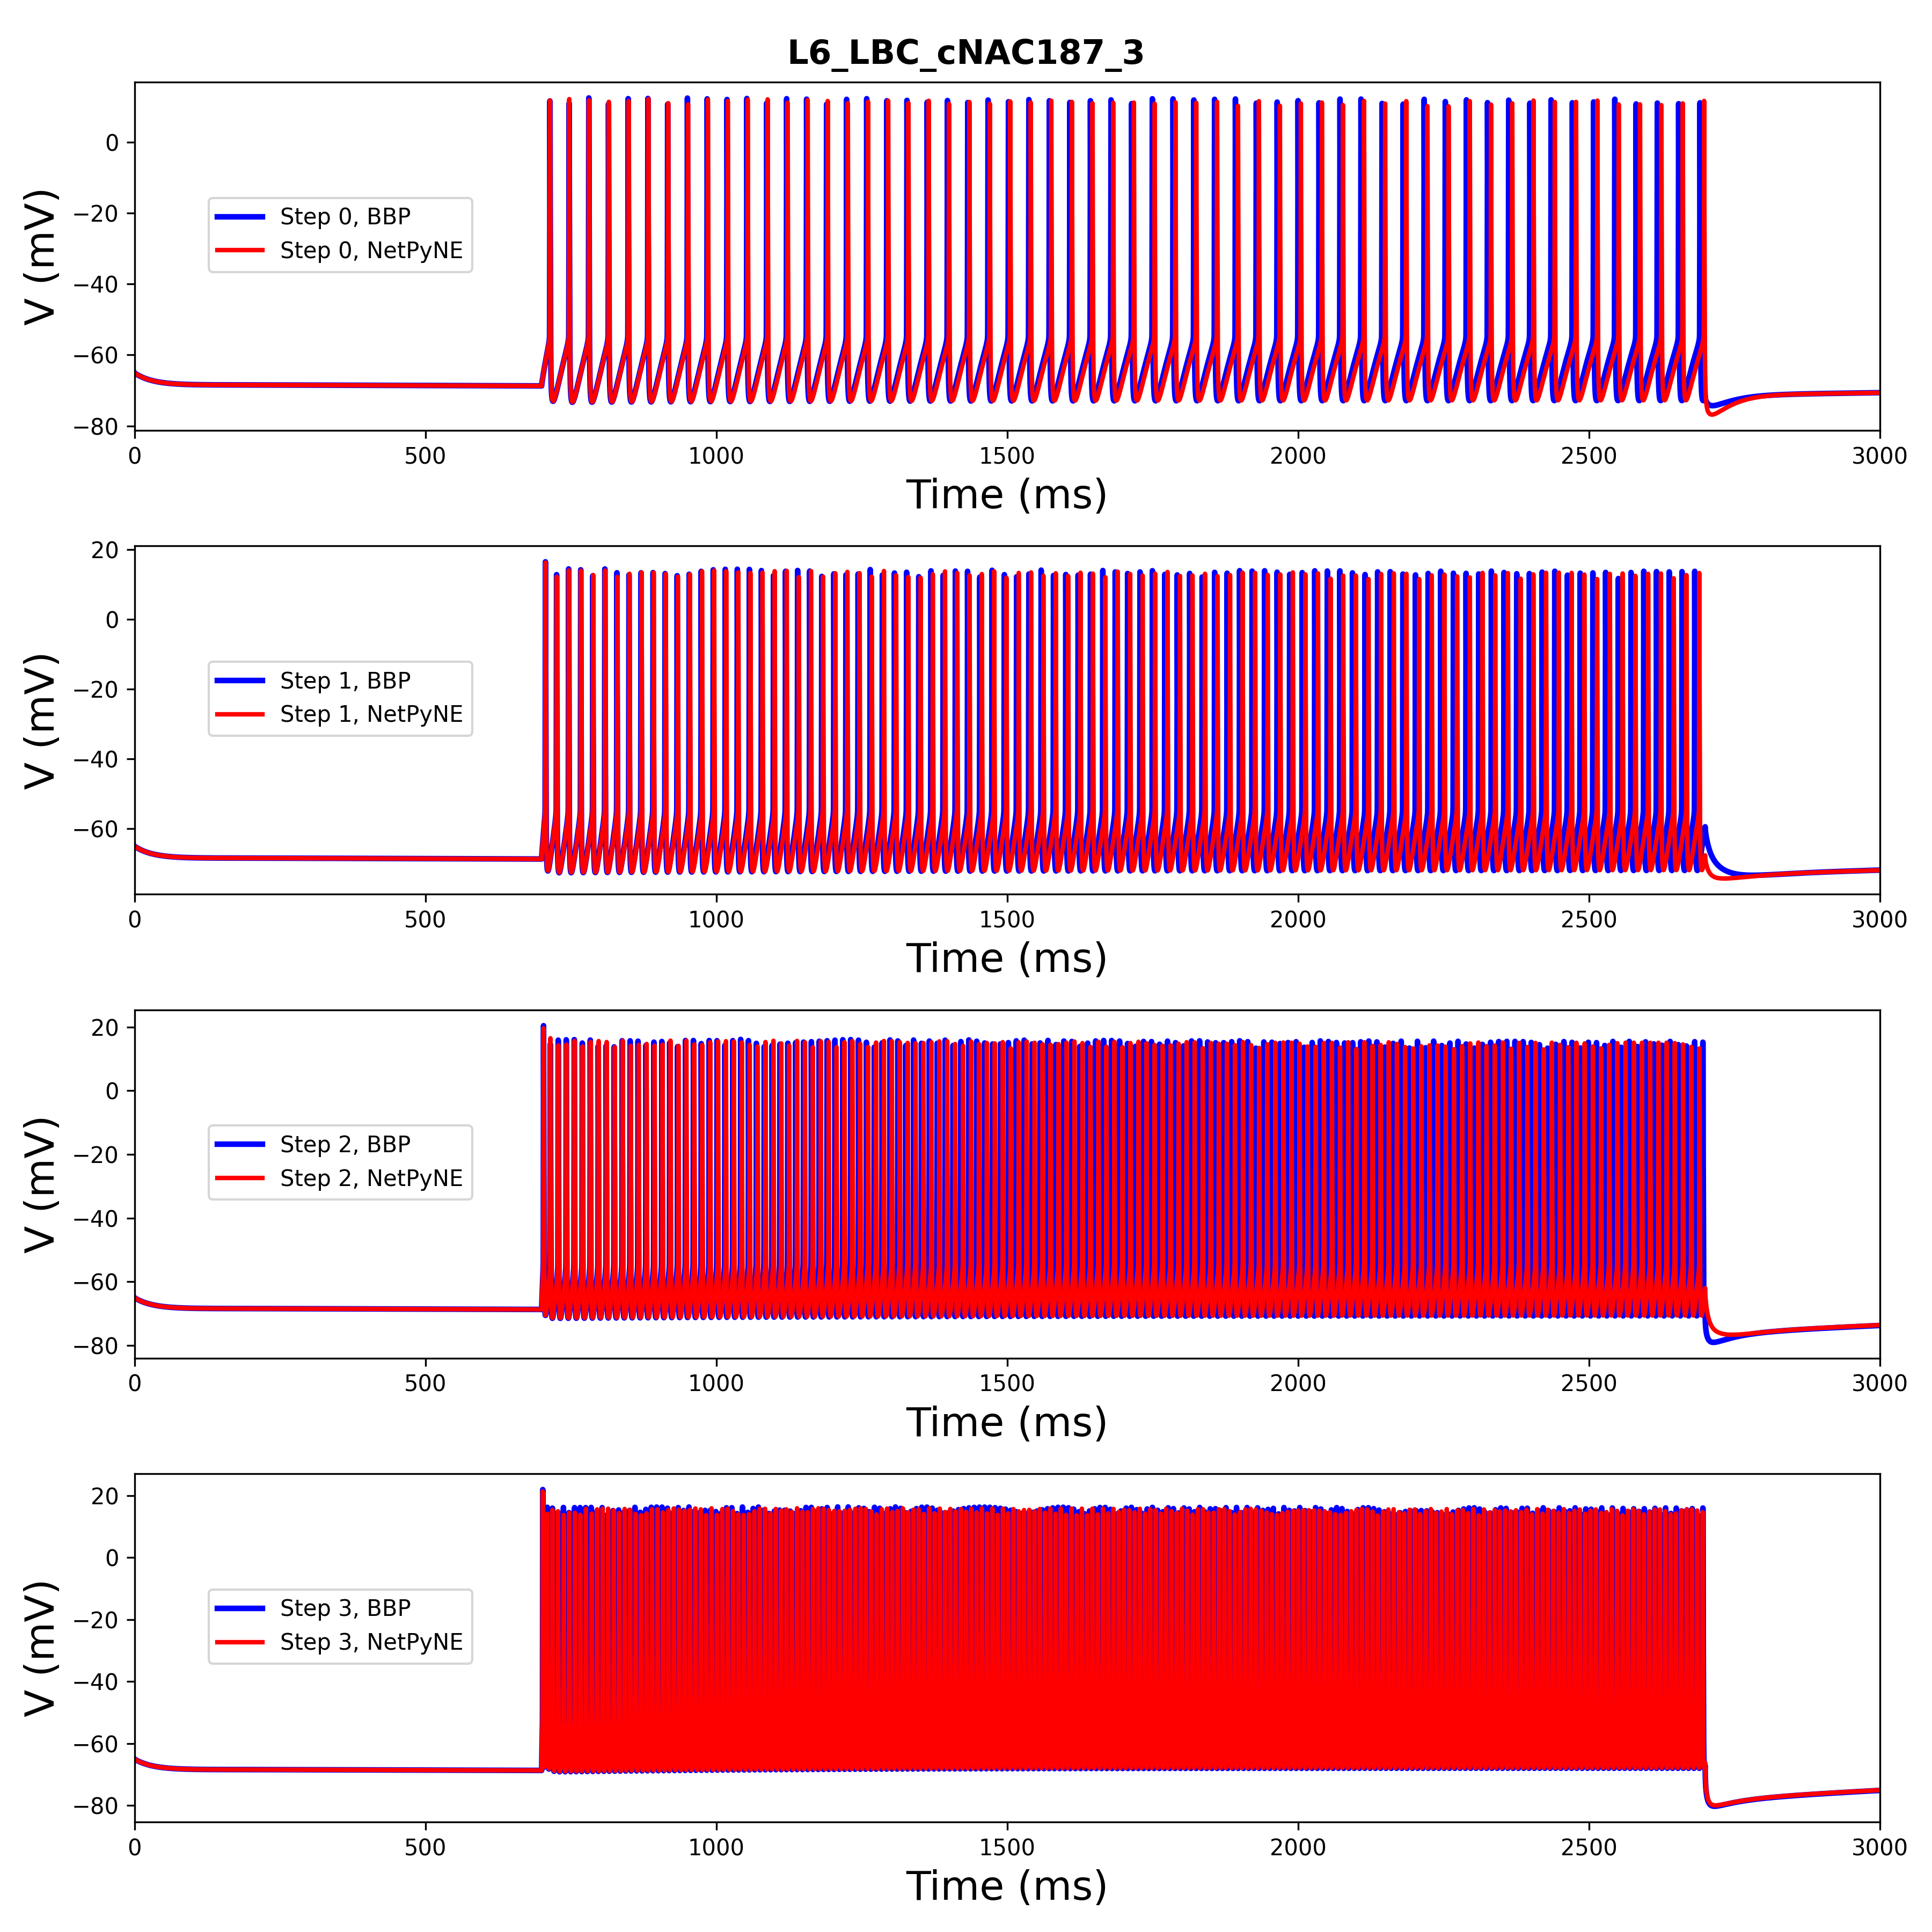 L6_LBC_cNAC187_3
V (mV)
0
−20
−40
−60
−80
Step 0, BBP
Step 0, NetPyNE
0 500 1000 1500 2000 2500 3000
Time (ms)
V (mV)
20
0
−20
−40
−60
Step 1, BBP
Step 1, NetPyNE
0 500 1000 1500 2000 2500 3000
Time (ms)
V (mV)
20
0
−20
−40
−60
−80
Step 2, BBP
Step 2, NetPyNE
0 500 1000 1500 2000 2500 3000
Time (ms)
V (mV)
20
0
−20
−40
−60
−80
Step 3, BBP
Step 3, NetPyNE
0 500 1000 1500 2000 2500 3000
Time (ms)